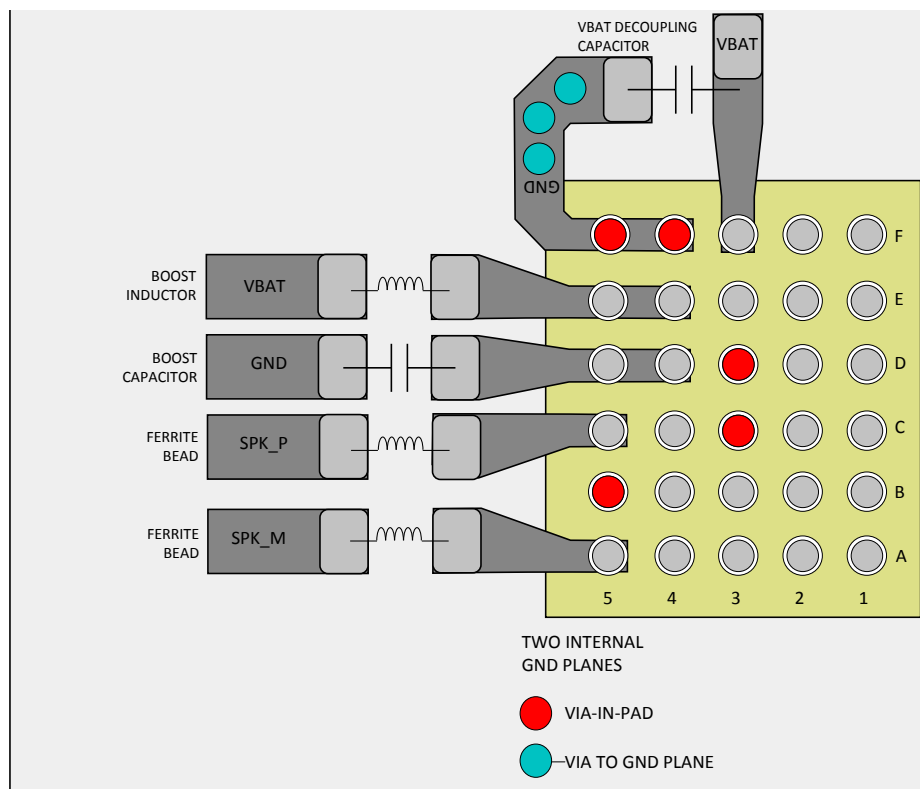 VBAT DECOUPLING
CAPACITOR
VBAT
GND
F
BOOST
INDUCTOR
VBAT
E
BOOST
CAPACITOR
GND
D
FERRITE
BEAD
SPK_P
C
B
FERRITE
BEAD
SPK_M
A
5 4 3 2 1
TWO INTERNAL
GND PLANES
VIA-IN-PAD
VIA TO GND PLANE